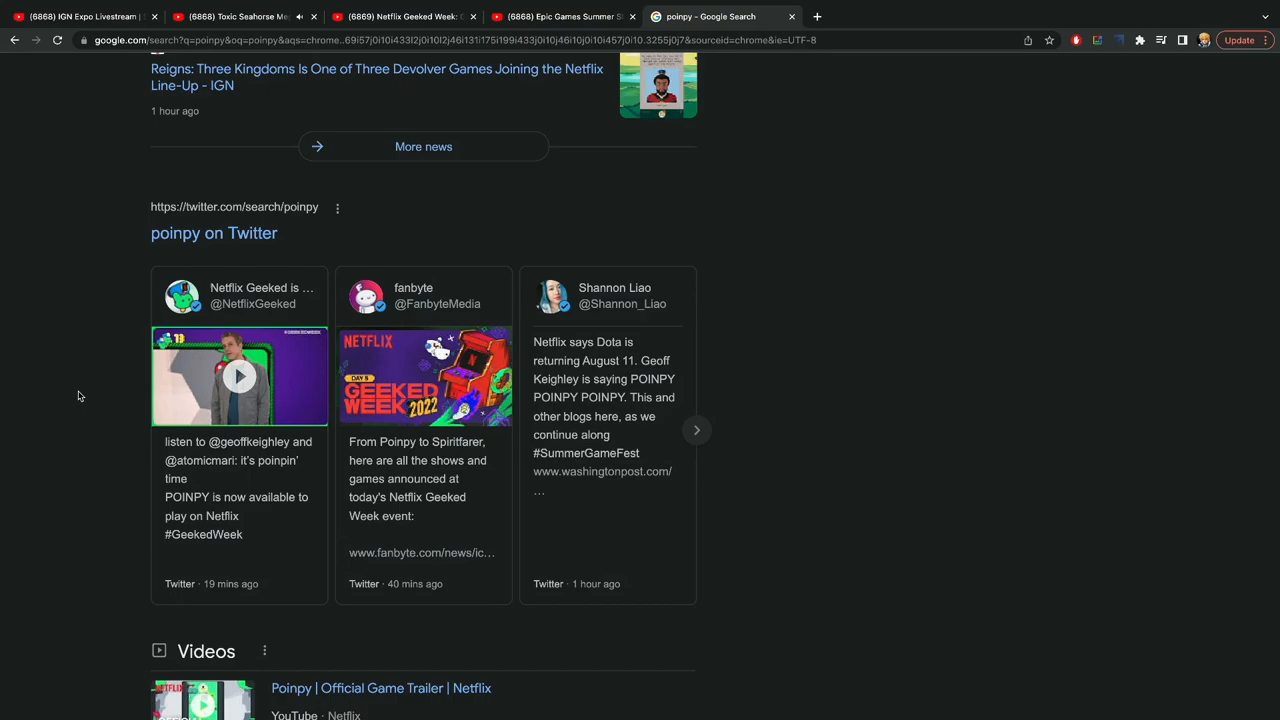 (6868) IGN Expo Livestream |
(6868) Toxic Seahorse Me
(6869) Netflix Geeked Week: G
(6868) Epic Games Summer S
poinpy - Google Search
google.com/search?q=poinpy&oq=poinpy&aqs=chrome..69i57j0i10i433l2j0i10l2j46i131i175i199i433j0i10j46i10j0i10i457j0i10.3255j0j7&sourceid=chrome&ie=UTF-8
Update
Reigns: Three Kingdoms Is One of Three Devolver Games Joining the Netflix
Line-Up - IGN
1 hour ago
More news
https://twitter.com/search/poinpy
poinpy on Twitter
Netflix Geeked is ...
@NetflixGeeked
13
listen to @geoffkeighley and
@atomicmari: it's poinpin'
time
POINPY is now available to
play on Netflix
#GeekedWeek
Twitter · 19 mins ago
fanbyte
@FanbyteMedia
NETFLIX
DAY 5
GEEKED
WEEK 2022
From Poinpy to Spiritfarer,
here are all the shows and
games announced at
today's Netflix Geeked
Week event:
www.fanbyte.com/news/ic...
Twitter · 40 mins ago
Shannon Liao
@Shannon_Liao
Netflix says Dota is
returning August 11. Geoff
Keighley is saying POINPY
POINPY POINPY. This and
other blogs here, as we
continue along
#SummerGameFest
www.washingtonpost.com/
...
Twitter · 1 hour ago
Videos
NETFLIX
Poinpy | Official Game Trailer | Netflix
YouTube · Netflix